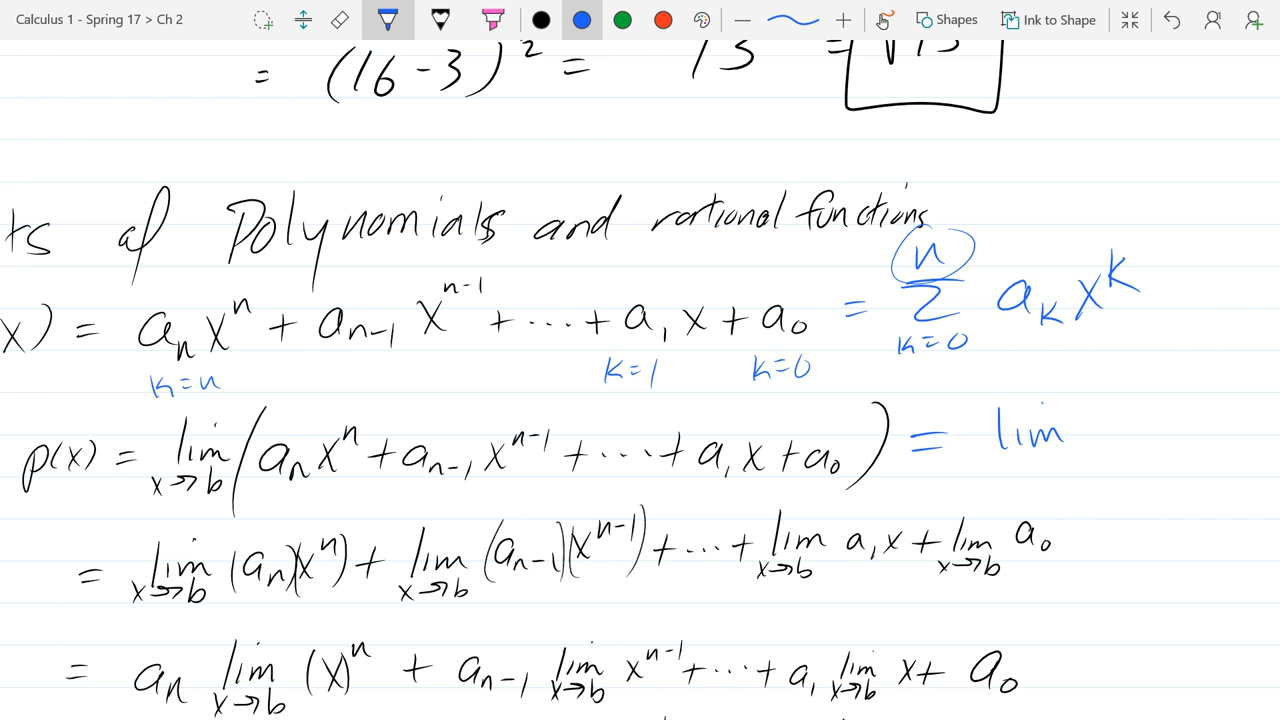 Calculus 1 - Spring 17 > Ch 2
Shapes
Ink to Shape
= (16-3)^2 = 13 = √13
ts of Polynomials and rational functions
x) = a_n x^n + a_{n-1} x^{n-1} + ... + a_1 x + a_0 = ∑_{k=0}^{n} a_k x^k
k=n k=1 k=0
p(x) = lim_{x→b} (a_n x^n + a_{n-1} x^{n-1} + ... + a_1 x + a_0) = lim
= lim_{x→b} (a_n)(x^n) + lim_{x→b} (a_{n-1})(x^{n-1}) + ... + lim_{x→b} a_1 x + lim_{x→b} a_0
= a_n lim_{x→b} (x)^n + a_{n-1} lim_{x→b} x^{n-1} + ... + a_1 lim_{x→b} x + a_0